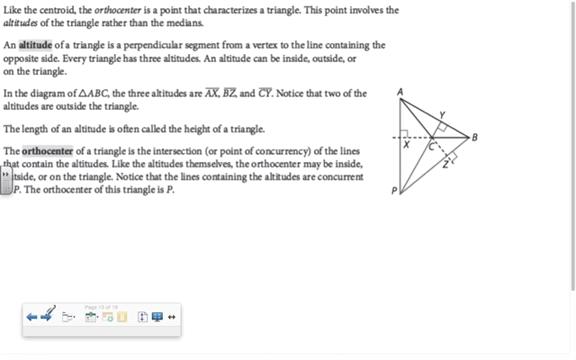 Like the centroid, the orthocenter is a point that characterizes a triangle. This point involves the
altitudes of the triangle rather than the medians.
An altitude of a triangle is a perpendicular segment from a vertex to the line containing the
opposite side. Every triangle has three altitudes. An altitude can be inside, outside, or
on the triangle.
In the diagram of △ABC, the three altitudes are AX, BZ, and CY. Notice that two of the
altitudes are outside the triangle.
The length of an altitude is often called the height of a triangle.
The orthocenter of a triangle is the intersection (or point of concurrency) of the lines
that contain the altitudes. Like the altitudes themselves, the orthocenter may be inside,
tside, or on the triangle. Notice that the lines containing the altitudes are concurrent
P. The orthocenter of this triangle is P.
A
Y
B
X
C
Z
P